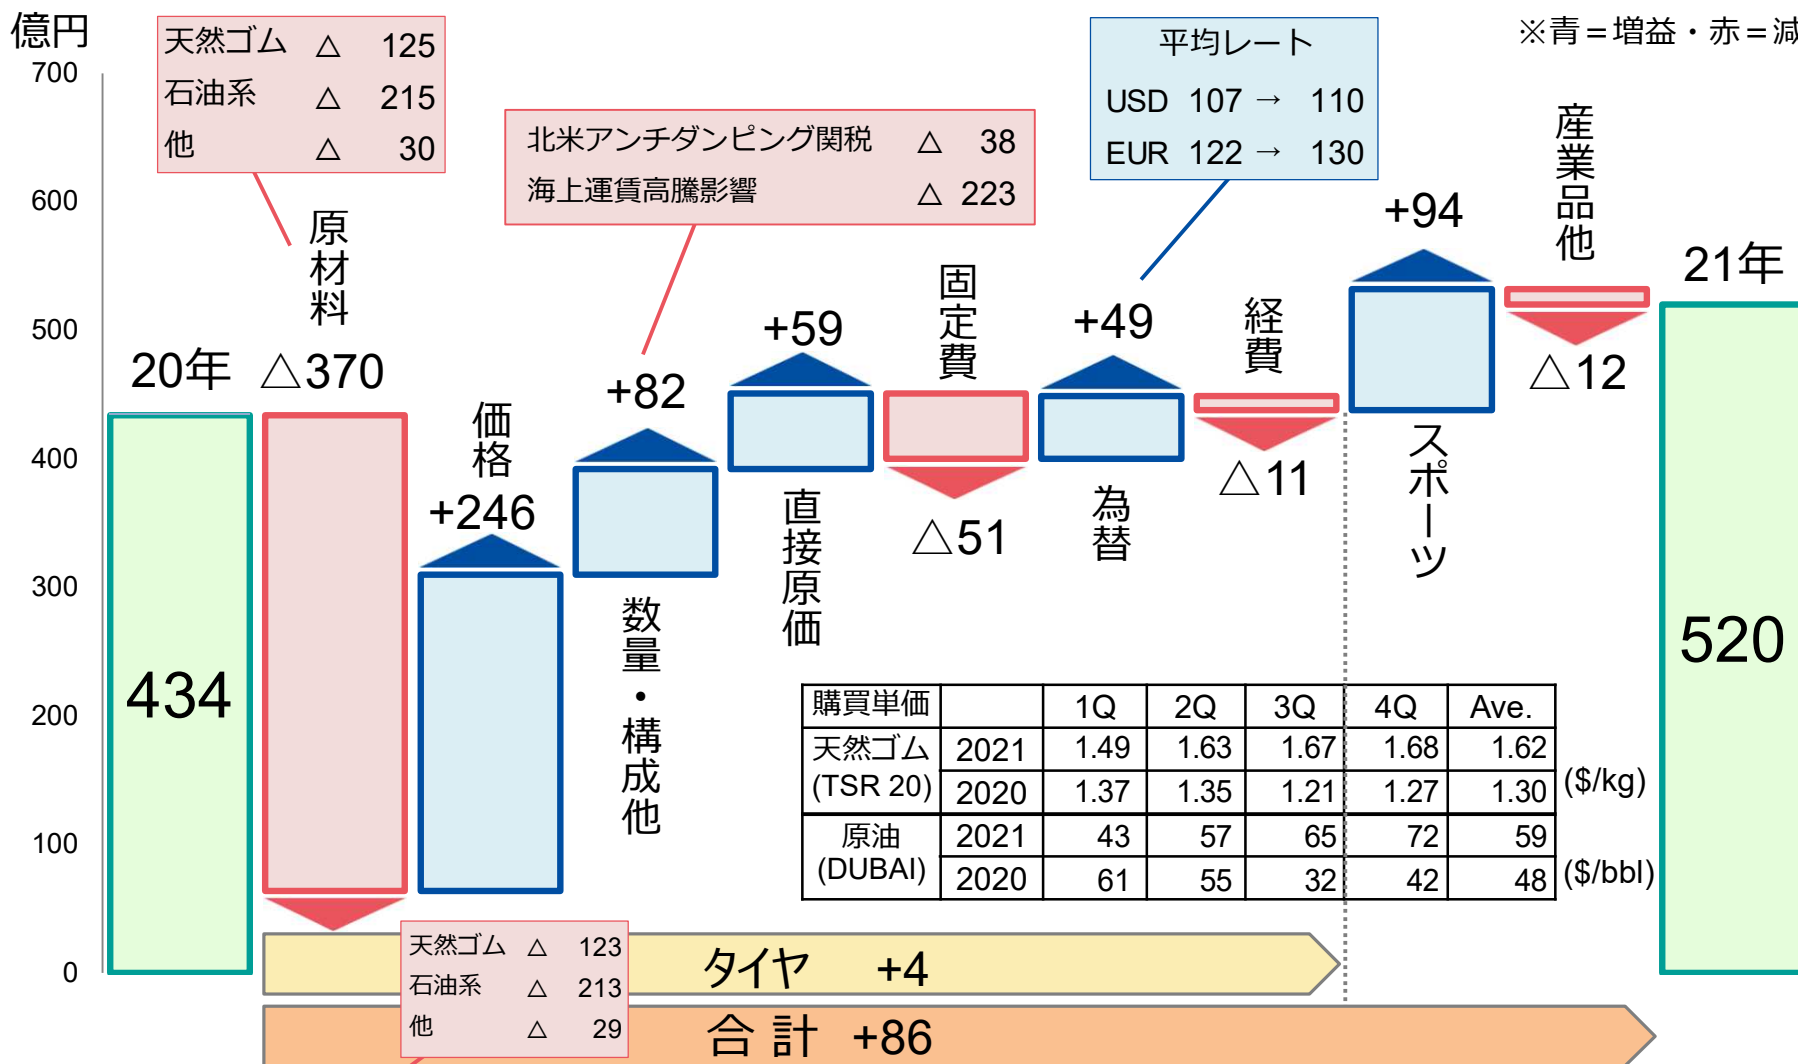 億円
※青＝増益・赤＝減
700
600
500
400
300
200
100
0
天然ゴム △ 125
石油系 △ 215
他 △ 30
北米アンチダンピング関税 △ 38
海上運賃高騰影響 △ 223
平均レート
USD 107 → 110
EUR 122 → 130
20年
434
原材料
△370
価格
+246
+82
数量・構成他
+59
直接原価
固定費
△51
+49
為替
経費
△11
+94
スポーツ
産業品他
△12
21年
520
購買単価 1Q 2Q 3Q 4Q Ave.
天然ゴム (TSR 20) 2021 1.49 1.63 1.67 1.68 1.62
2020 1.37 1.35 1.21 1.27 1.30
($/kg)
原油 (DUBAI) 2021 43 57 65 72 59
2020 61 55 32 42 48
($/bbl)
天然ゴム △ 123
石油系 △ 213
他 △ 29
タイヤ +4
合計 +86